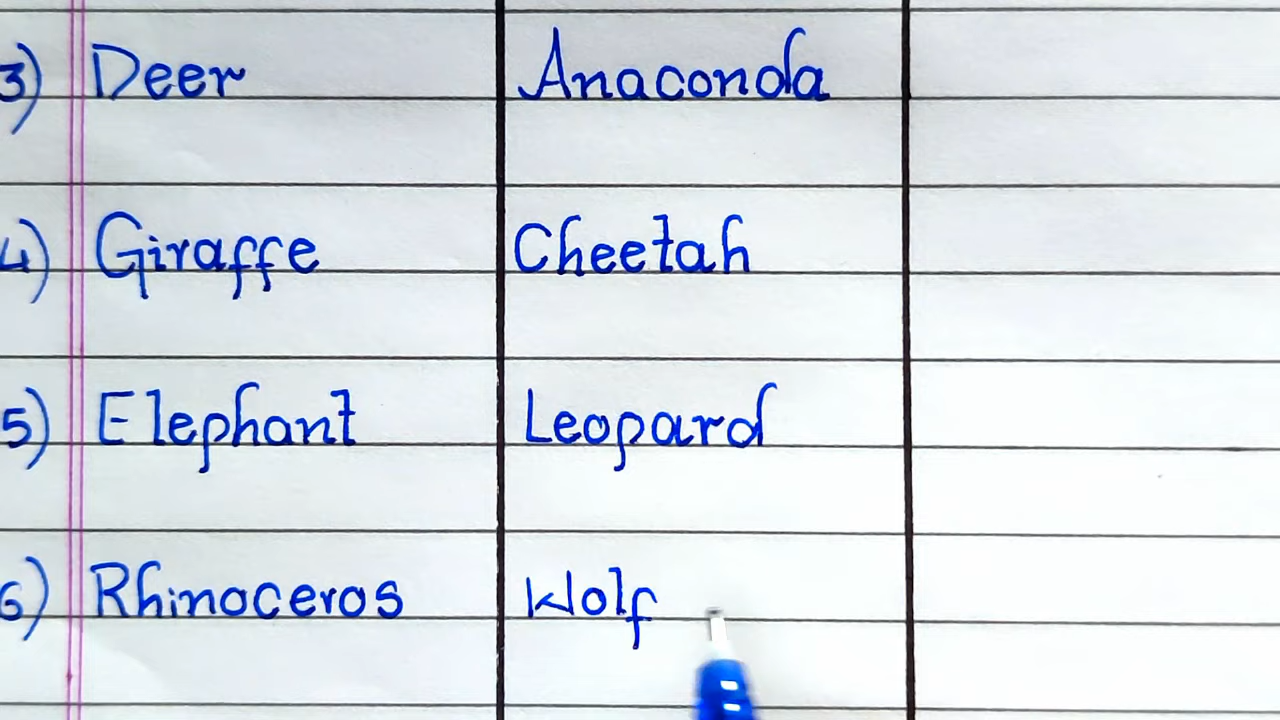 3) Deer Anaconda
4) Giraffe Cheetah
5) Elephant Leopard
6) Rhinoceros Wolf